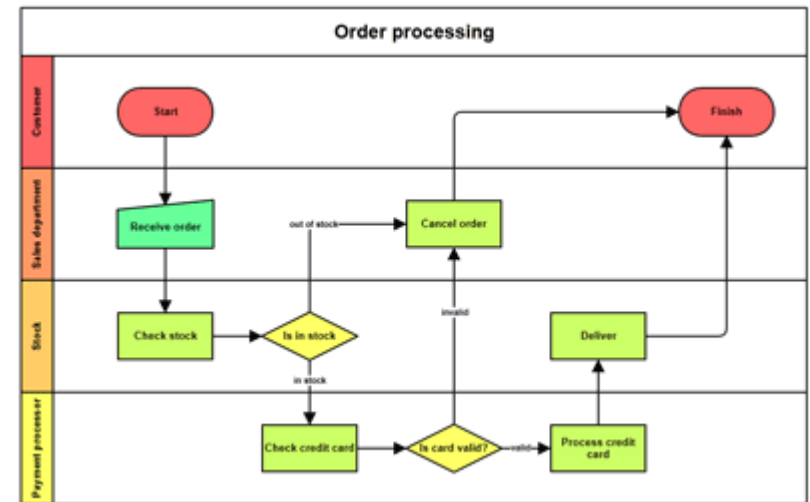 Order processing
Customer
Start
Finish
Sales department
Receive order
out of stock
Cancel order
Stock
Check stock
Is in stock
invalid
Deliver
in stock
Payment processor
Check credit card
Is card valid?
valid
Process credit
card